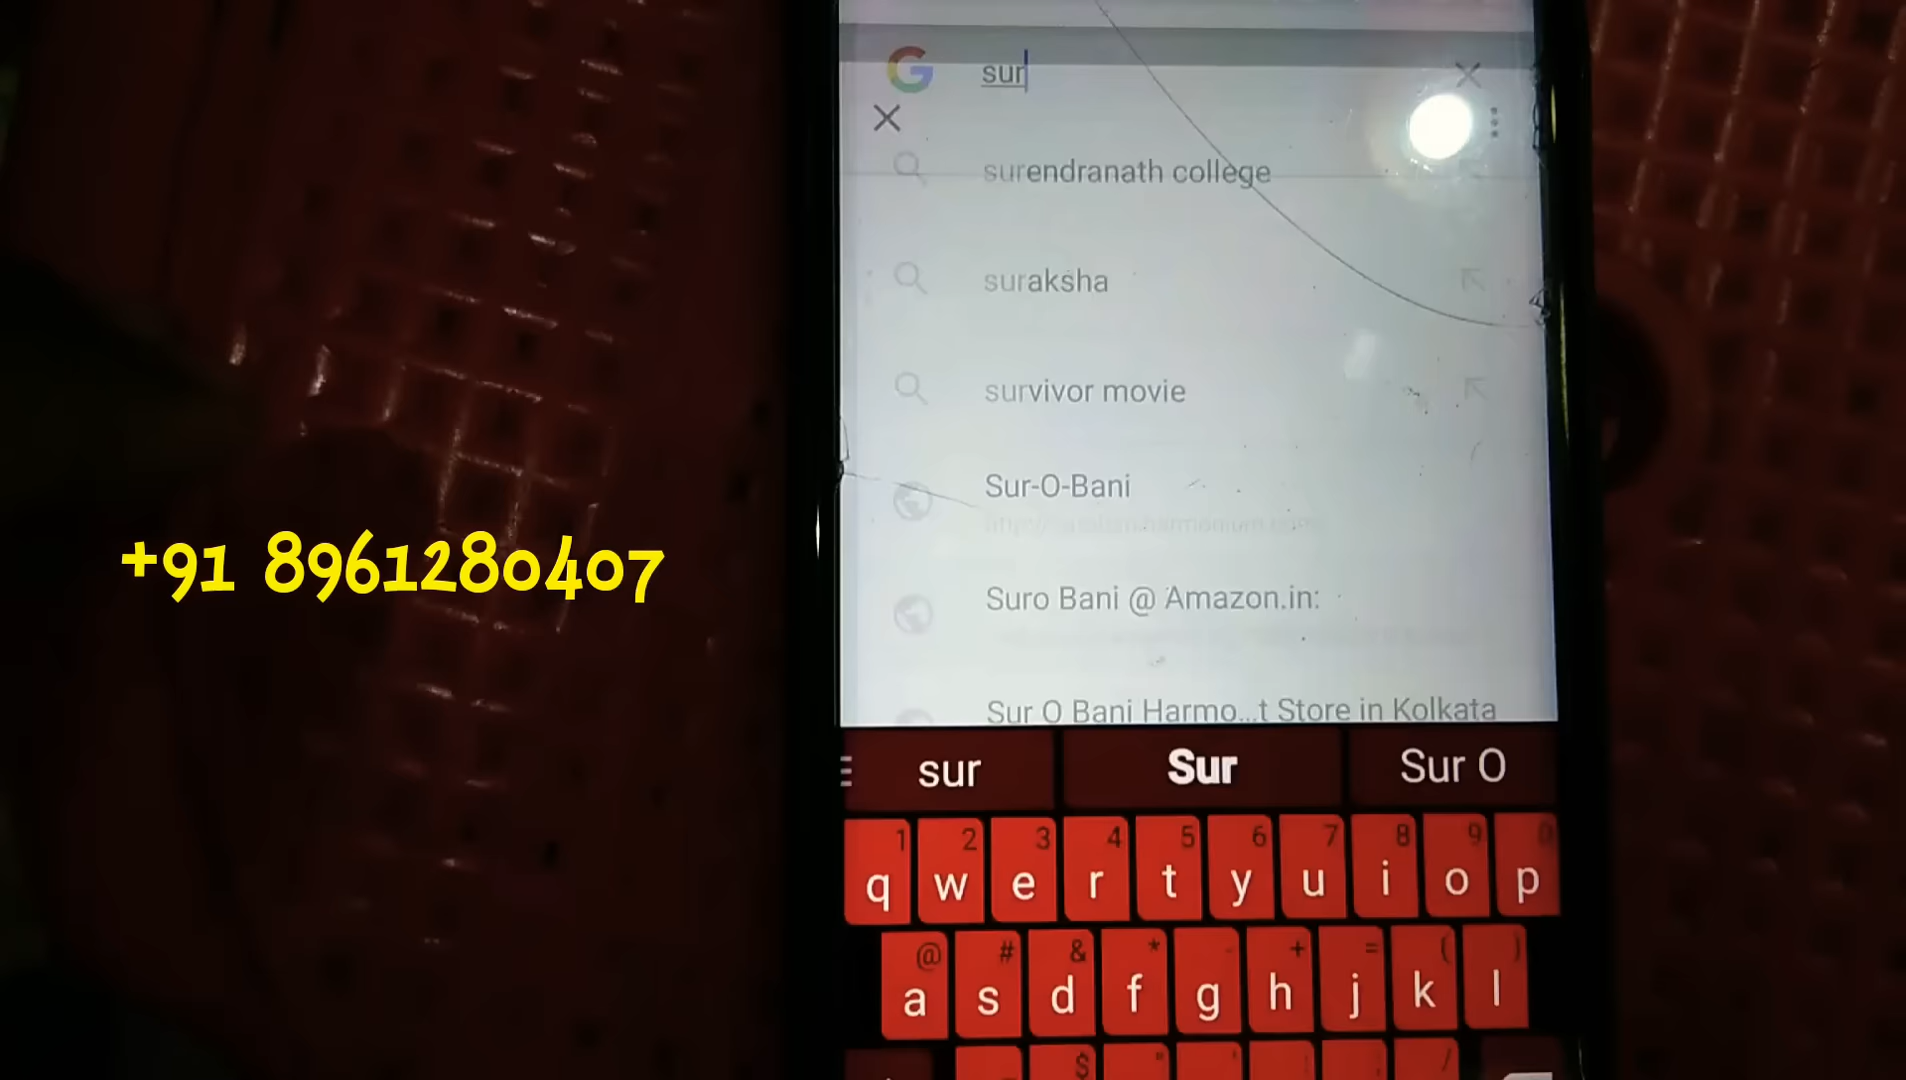 sur
surendranath college
suraksha
survivor movie
Sur-O-Bani
Suro Bani @ Amazon.in:
Sur O Bani Harmo...t Store in Kolkata
+91 8961280407
sur Sur Sur O
1 2 3 4 5 6 7 8 9 0
q w e r t y u i o p
@ # & * - + = ( )
a s d f g h j k l
$ " ' : ; /